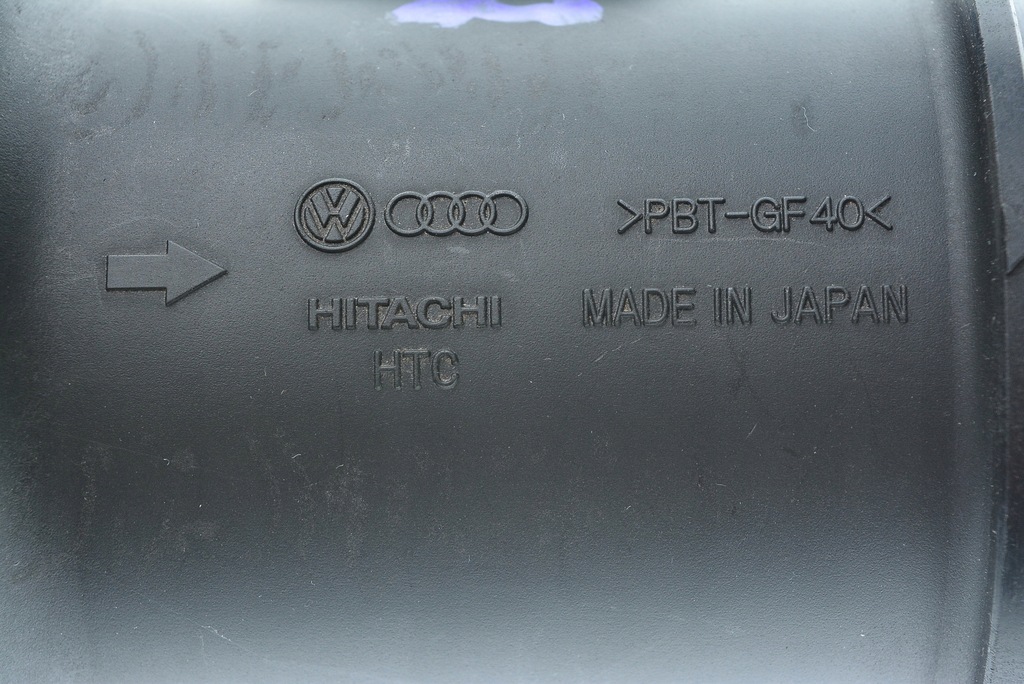 >PBT-GF40<
HITACHI
MADE IN JAPAN
HTC